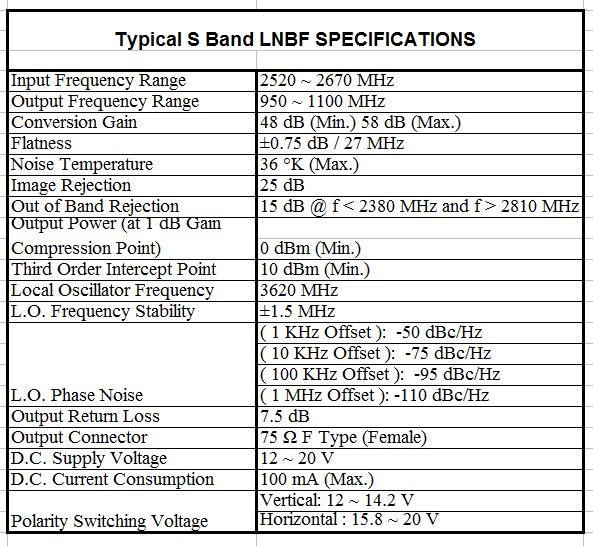 Typical S Band LNBF SPECIFICATIONS
Input Frequency Range 2520 ~ 2670 MHz
Output Frequency Range 950 ~ 1100 MHz
Conversion Gain 48 dB (Min.) 58 dB (Max.)
Flatness ±0.75 dB / 27 MHz
Noise Temperature 36 °K (Max.)
Image Rejection 25 dB
Out of Band Rejection 15 dB @ f < 2380 MHz and f > 2810 MHz
Output Power (at 1 dB Gain
Compression Point) 0 dBm (Min.)
Third Order Intercept Point 10 dBm (Min.)
Local Oscillator Frequency 3620 MHz
L.O. Frequency Stability ±1.5 MHz
( 1 KHz Offset ): -50 dBc/Hz
( 10 KHz Offset ): -75 dBc/Hz
( 100 KHz Offset ): -95 dBc/Hz
L.O. Phase Noise ( 1 MHz Offset ): -110 dBc/Hz
Output Return Loss 7.5 dB
Output Connector 75 Ω F Type (Female)
D.C. Supply Voltage 12 ~ 20 V
D.C. Current Consumption 100 mA (Max.)
Vertical: 12 ~ 14.2 V
Polarity Switching Voltage Horizontal : 15.8 ~ 20 V